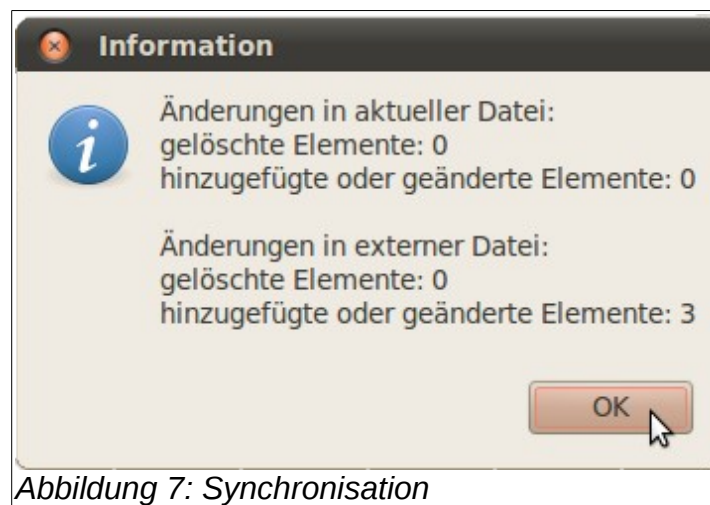 Information
Änderungen in aktueller Datei:
gelöschte Elemente: 0
hinzugefügte oder geänderte Elemente: 0
Änderungen in externer Datei:
gelöschte Elemente: 0
hinzugefügte oder geänderte Elemente: 3
OK
Abbildung 7: Synchronisation